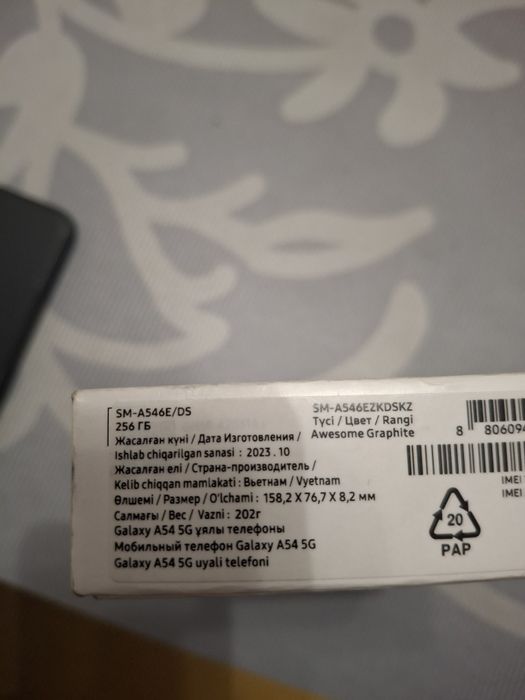 SM-A546E/DS
256 ГБ
Жасалған күні / Дата Изготовления /
Ishlab chiqarilgan sanasi : 2023 . 10
Жасалған елі / Страна-производитель /
Kelib chiqqan mamlakati : Вьетнам / Vyetnam
Өлшемі / Размер / O'lchami : 158,2 X 76,7 X 8,2 мм
Салмағы / Вес / Vazni : 202г
Galaxy A54 5G ұялы телефоны
Мобильный телефон Galaxy A54 5G
Galaxy A54 5G uyali telefoni
SM-A546EZKDSKZ
Түсі / Цвет / Rangi
Awesome Graphite
8 806094
IMEI
IMEI
20
PAP